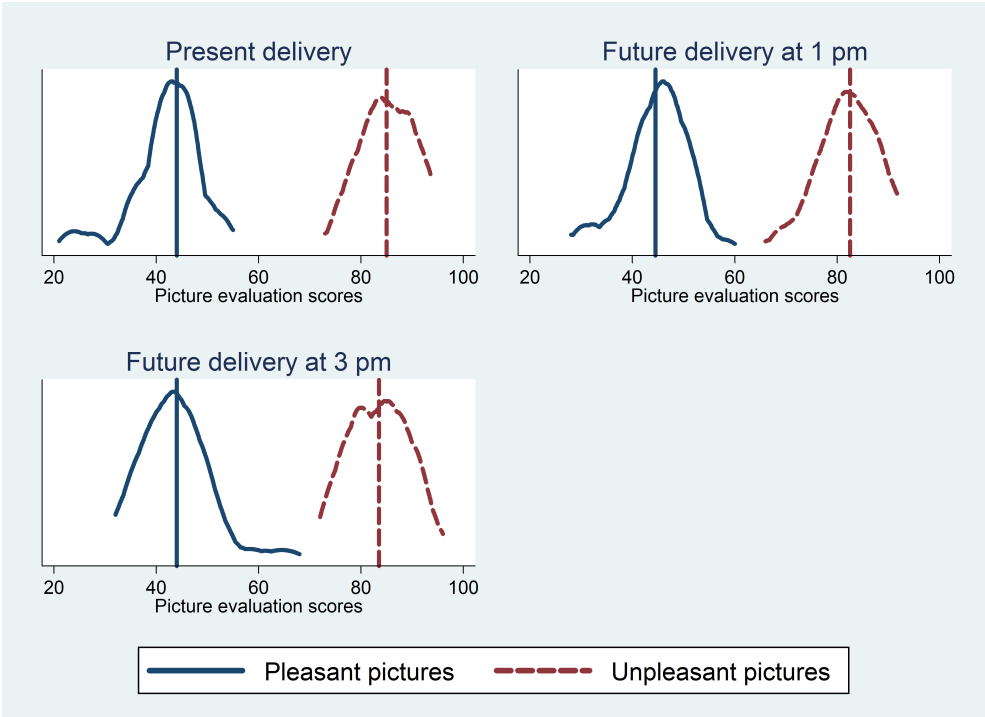 Present delivery
20 40 60 80 100
Picture evaluation scores
Future delivery at 1 pm
20 40 60 80 100
Picture evaluation scores
Future delivery at 3 pm
20 40 60 80 100
Picture evaluation scores
Pleasant pictures
Unpleasant pictures